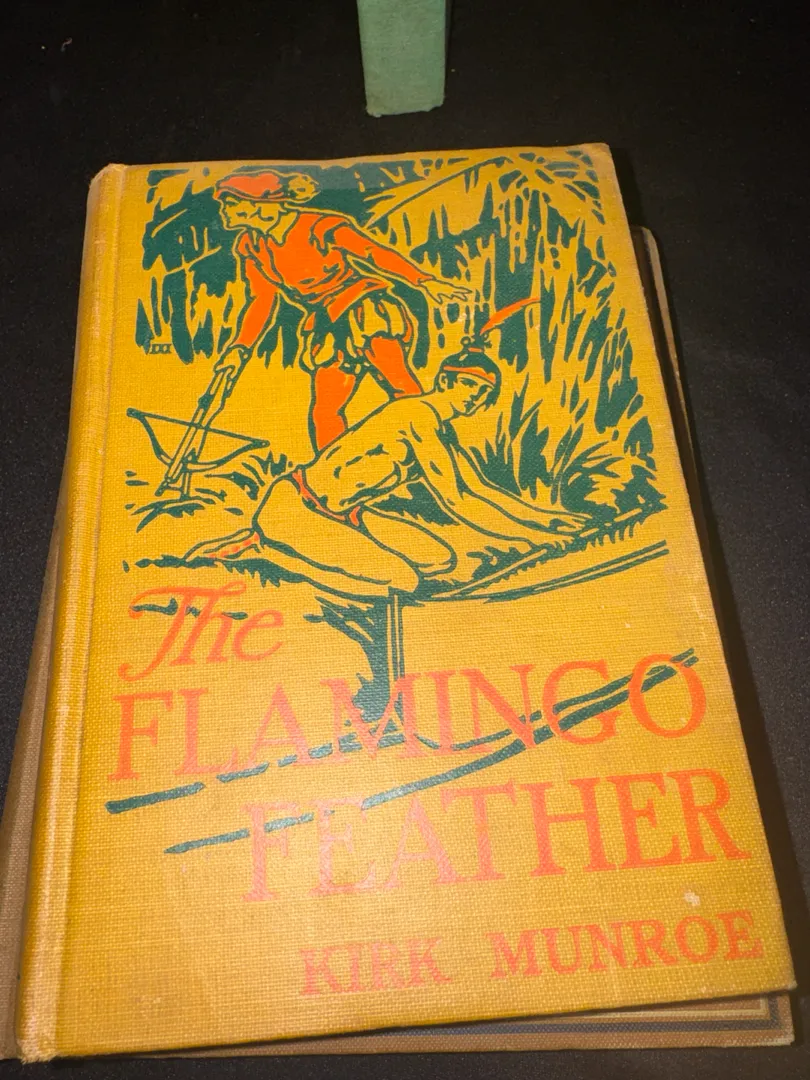 The
FLAMINGO
FEATHER
KIRK MUNROE